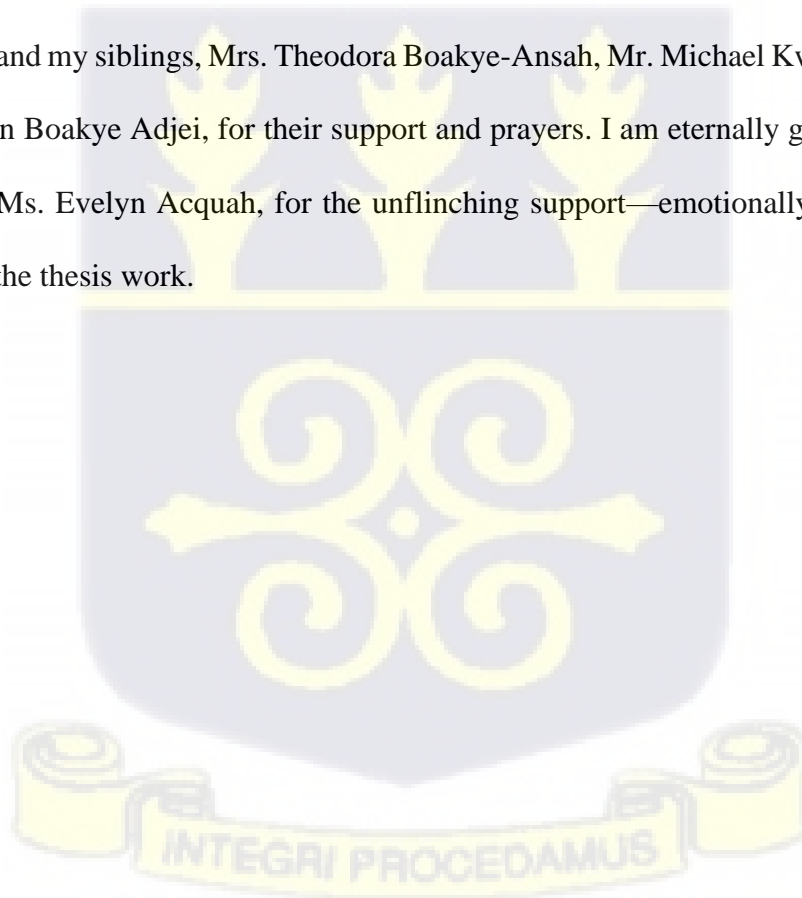 and my siblings, Mrs. Theodora Boakye-Ansah, Mr. Michael
Boakye Adjei, for their support and prayers. I am eternally
Ms. Evelyn Acquah, for the unflinching support—emotionally
the thesis work.
INTEGRI PROCEDAMUS